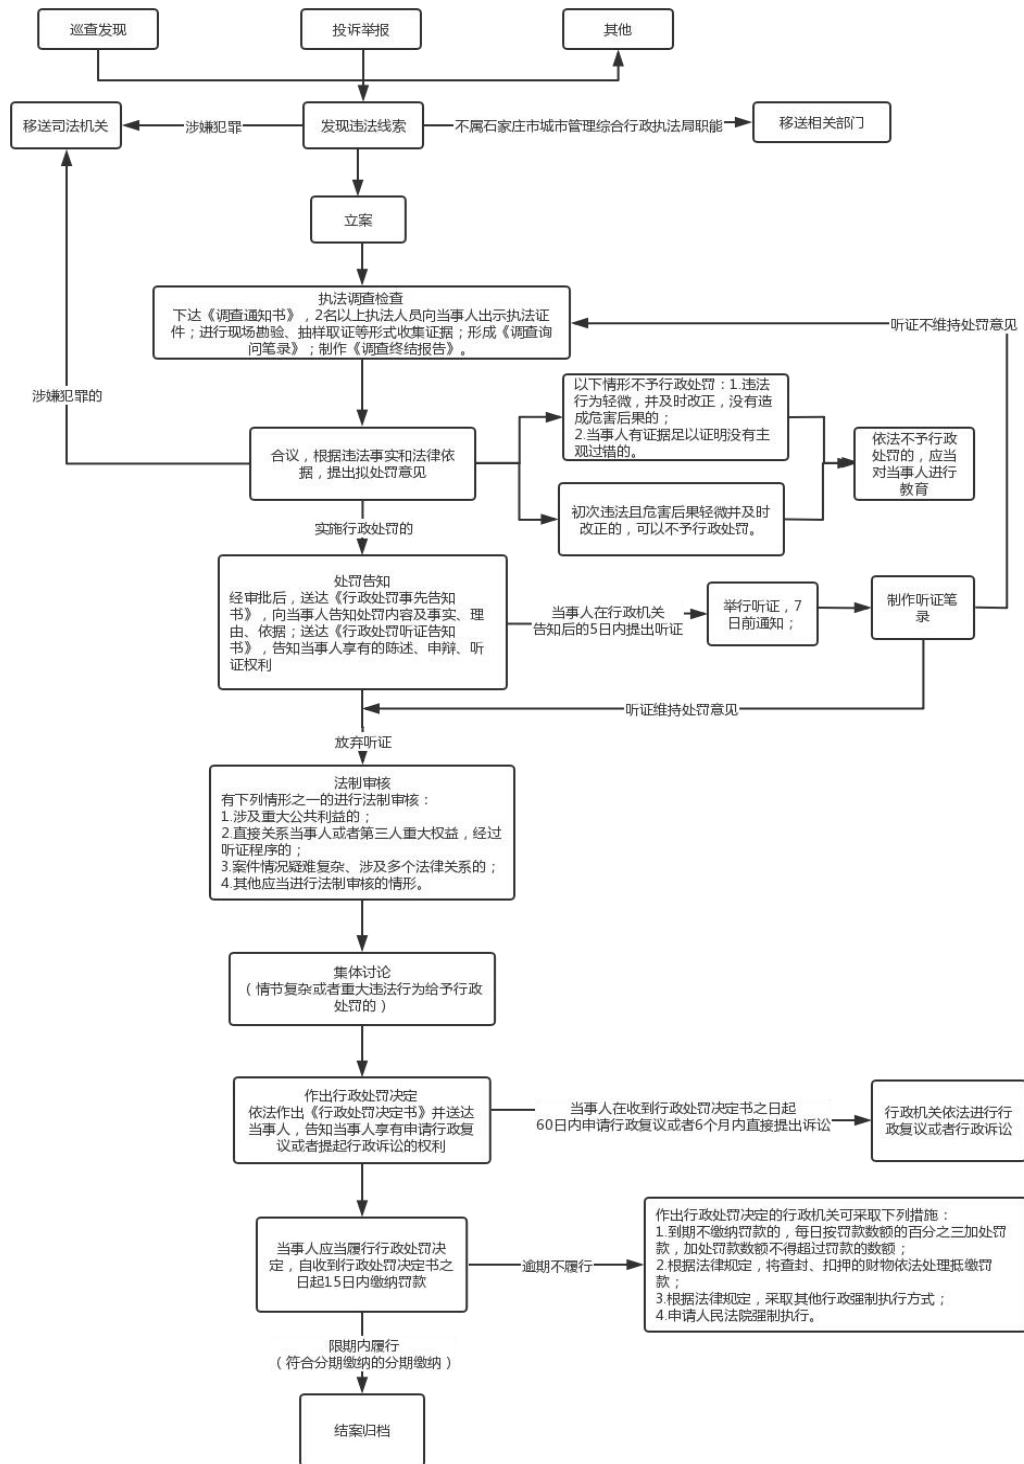 巡查发现
投诉举报
其他
移送司法机关
涉嫌犯罪
发现违法线索
不属石家庄市城市管理综合行政执法局职能
移送相关部门
立案
执法调查检查
下达《调查通知书》，2名以上执法人员向当事人出示执法证
件；进行现场勘验、抽样取证等形式收集证据；形成《调查询
问笔录》；制作《调查终结报告》。
听证不维持处罚意见
涉嫌犯罪的
合议，根据违法事实和法律依
据，提出拟处罚意见
以下情形不予行政处罚：1.违法
行为轻微，并及时改正，没有造
成危害后果的；
2.当事人有证据足以证明没有主
观过错的。
初次违法且危害后果轻微并及时
改正的，可以不予行政处罚。
依法不予行政
处罚的，应当
对当事人进行
教育
实施行政处罚的
处罚告知
经审批后，送达《行政处罚事先告知
书》，向当事人告知处罚内容及事实、理
由、依据；送达《行政处罚听证告知
书》，告知当事人享有的陈述、申辩、听
证权利
当事人在行政机关
告知后的5日内提出听证
举行听证，7
日前通知；
制作听证笔
录
听证维持处罚意见
放弃听证
法制审核
有下列情形之一的进行法制审核：
1.涉及重大公共利益的；
2.直接关系当事人或者第三人重大权益，经过
听证程序的；
3.案件情况疑难复杂、涉及多个法律关系的；
4.其他应当进行法制审核的情形。
集体讨论
（情节复杂或者重大违法行为给予行政
处罚的）
作出行政处罚决定
依法作出《行政处罚决定书》并送达
当事人，告知当事人享有申请行政复
议或者提起行政诉讼的权利
当事人在收到行政处罚决定书之日起
60日内申请行政复议或者6个月内直接提出诉讼
行政机关依法进行行
政复议或者行政诉讼
当事人应当履行行政处罚决
定，自收到行政处罚决定书之
日起15日内缴纳罚款
逾期不履行
作出行政处罚决定的行政机关可采取下列措施：
1.到期不缴纳罚款的，每日按罚款数额的百分之三加处罚
款，加处罚款数额不得超过罚款的数额；
2.根据法律规定，将查封、扣押的财物依法处理抵缴罚
款；
3.根据法律规定，采取其他行政强制执行方式；
4.申请人民法院强制执行。
限期内履行
（符合分期缴纳的分期缴纳）
结案归档